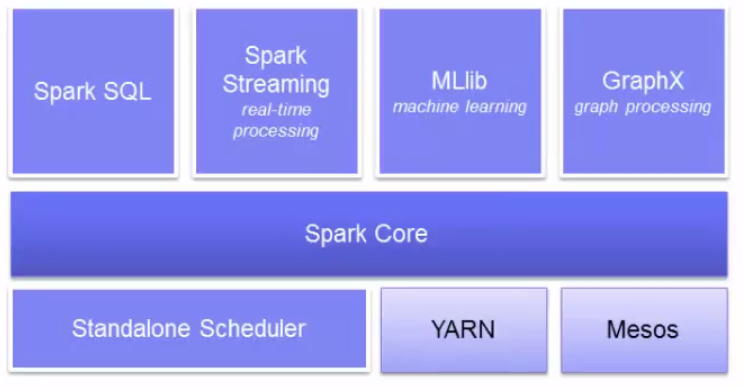 Spark SQL
Spark
Streaming
real-time
processing
MLlib
machine learning
GraphX
graph processing
Spark Core
Standalone Scheduler
YARN
Mesos